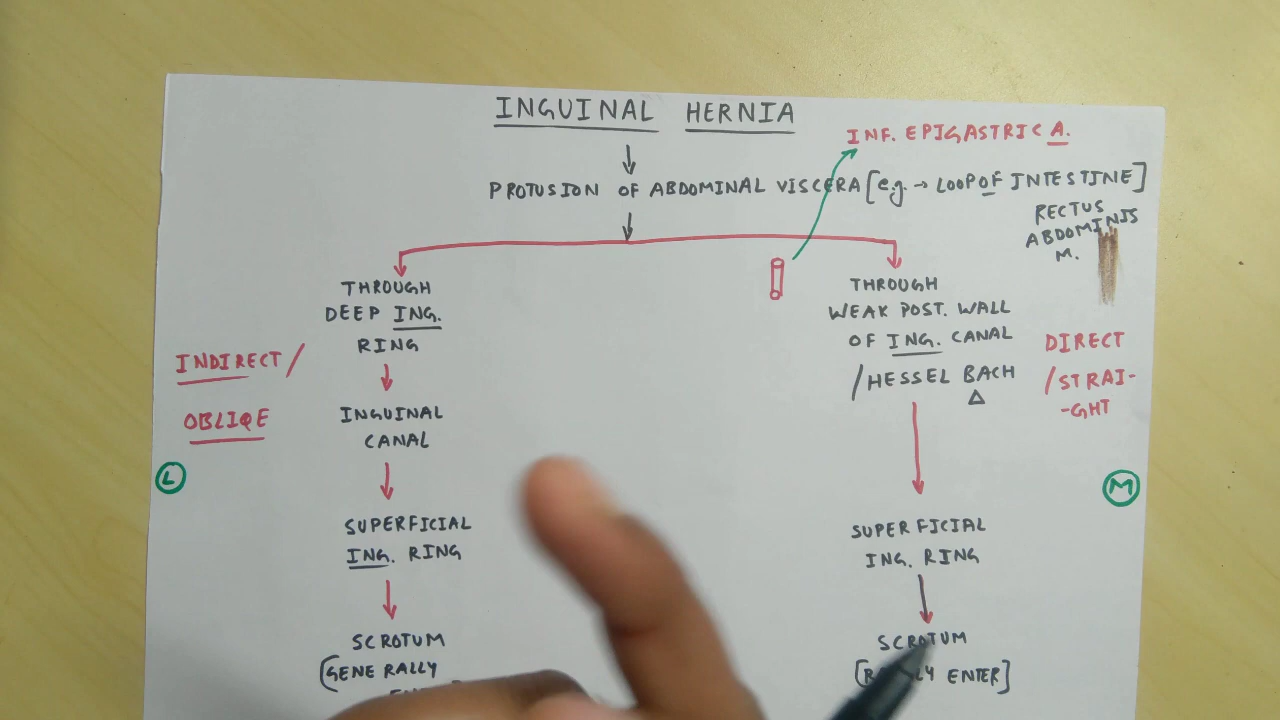 INGUINAL HERNIA
INF. EPIGASTRIC A.
PROTUSION OF ABDOMINAL VISCERA [e.g. → LOOP OF INTESTINE]
RECTUS
ABDOMINIS
M.
THROUGH
DEEP ING.
RING
INDIRECT /
OBLIQE
INGUINAL
CANAL
L
SUPERFICIAL
ING. RING
SCROTUM
(GENERALLY
THROUGH
WEAK POST. WALL
OF ING. CANAL
/HESSEL BACH
Δ
DIRECT
/STRAI-
-GHT
M
SUPERFICIAL
ING. RING
SCROTUM
ENTER]